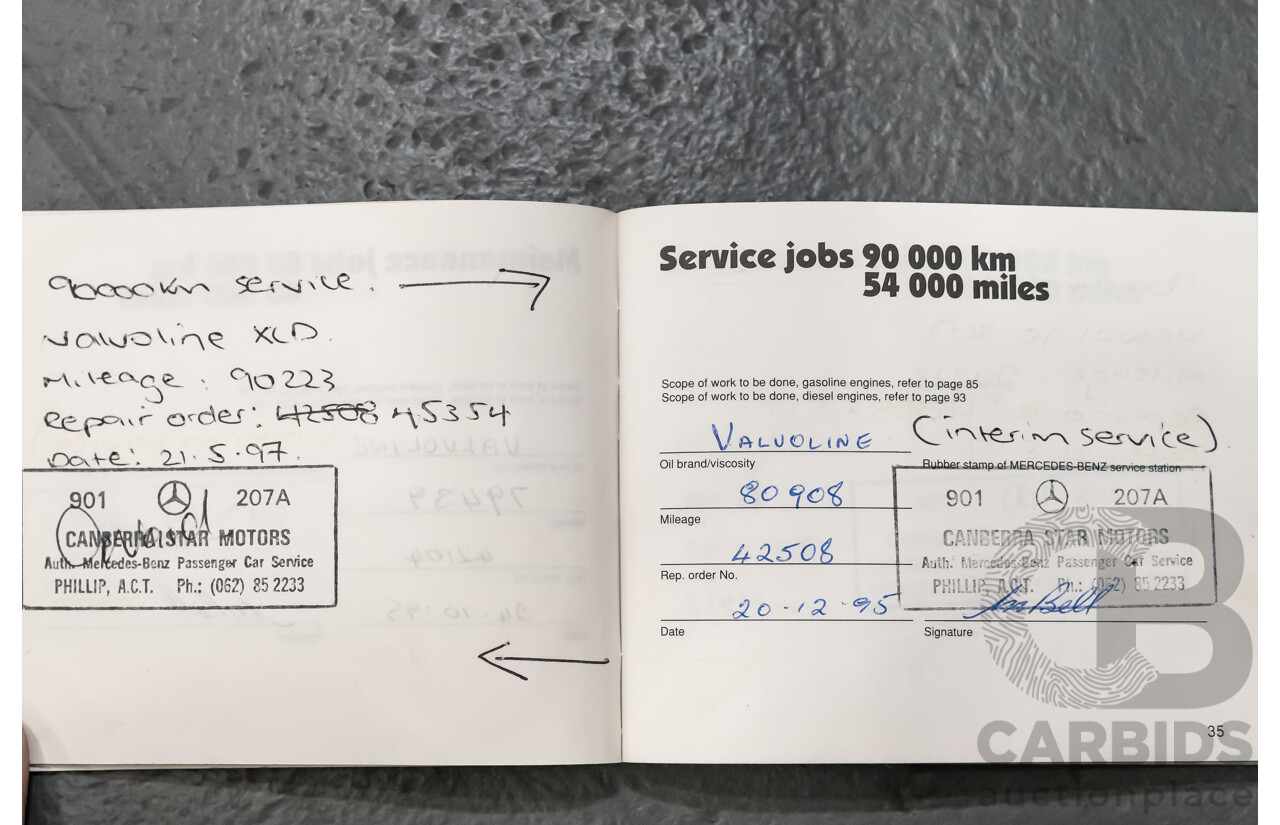 90000km service.
Valvoline XLD.
Mileage: 90223
Repair order: 42508 45354
Date: 21.5.97.
901 207A
CANBERRA STAR MOTORS
Auth. Mercedes-Benz Passenger Car Service
PHILLIP, A.C.T. Ph.: (062) 85 2233
Service jobs 90 000 km
54 000 miles
Scope of work to be done, gasoline engines, refer to page 85
Scope of work to be done, diesel engines, refer to page 93
VALVOLINE
Oil brand/viscosity
80908
Mileage
42508
Rep. order No.
20.12.95
Date
(interim service).
Rubber stamp of MERCEDES-BENZ service station
901 207A
CANBERRA STAR MOTORS
Auth. Mercedes-Benz Passenger Car Service
PHILLIP, A.C.T. Ph.: (062) 85 2233
Signature
35
CARBIDS
auctionplace